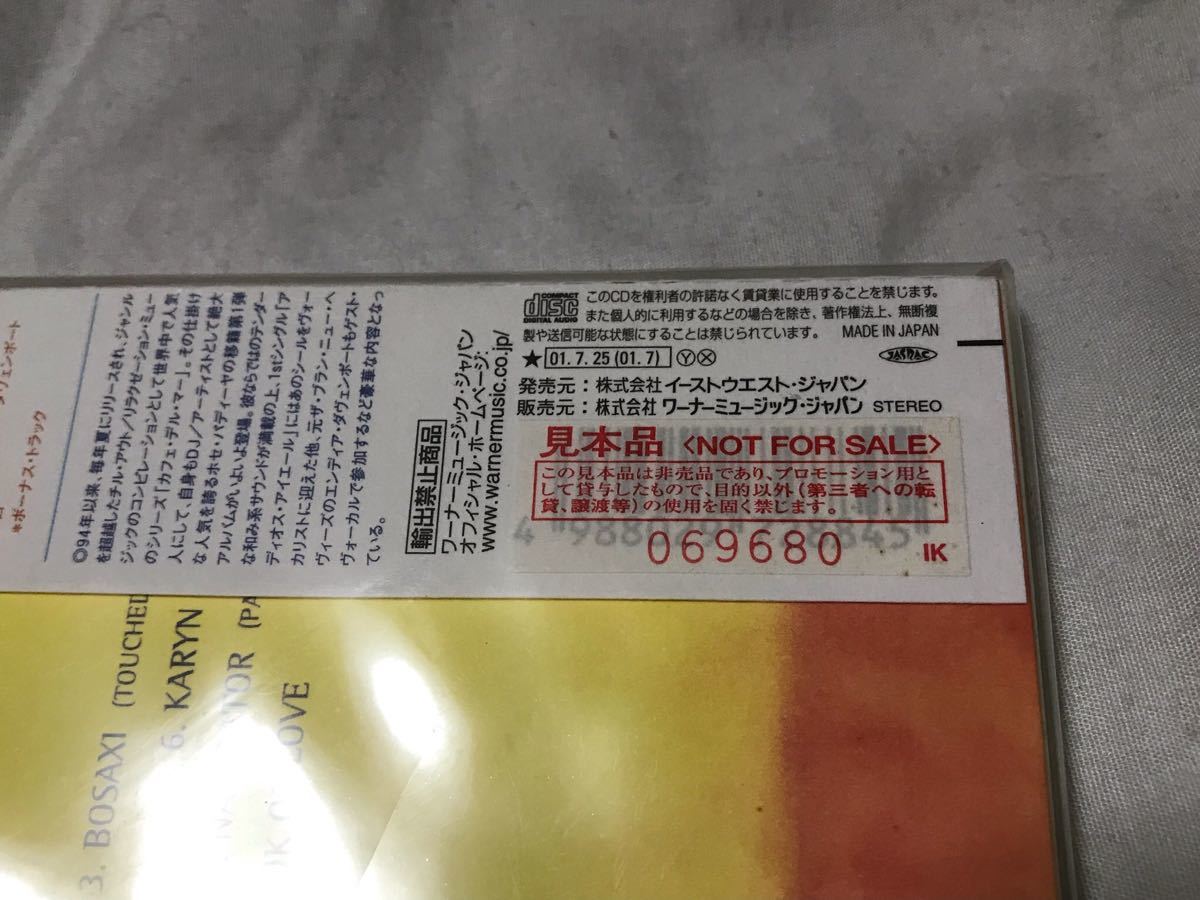 COMPACT
disc
DIGITAL AUDIO
このCDを権利者の許諾なく賃貸業に使用することを禁じます。
また個人的に利用するなどの場合を除き、著作権法上、無断複
製や送信可能な状態にすることは禁じられています。 MADE IN JAPAN
★ 01. 7. 25 (01. 7) Ⓨ Ⓧ JASRAC
発売元：株式会社 イーストウエスト・ジャパン
販売元：株式会社 ワーナーミュージック・ジャパン STEREO
見本品〈NOT FOR SALE〉
この見本品は非売品であり、プロモーション用と
して貸与したもので、目的以外(第三者への転
貸、譲渡等)の使用を固く禁じます。
069680 IK
輸出禁止商品
ワーナーミュージック・ジャパン
オフィシャル・ホームページ:
www.warnermusic.co.jp/
*ボーナス・トラック
◎94年以来、毎年夏にリリースされ、ジャンル
を超越したチル・アウト/リラクゼーション・ミュー
ジックのコンピレーションとして世界中で人気
のシリーズ「カフェ・デル・マー」。その仕掛け
人にして、自身もDJ/アーティストとして絶大
な人気を誇るホセ・パディーヤの移籍第1弾
アルバムがいよいよ登場。彼ならではのテンダー
な和み系サウンドが満載の上、1stシングル「ア
ディオス・アイエール」にはあのシールをヴォー
カリストに迎えた他、元ザ・ブラン・ニュー・ヘ
ヴィーズのエンディア・ダヴェンポートもゲスト・
ヴォーカルで参加するなど豪華な内容となっ
ている。
3. BOSAXI (TOUCHED
6. KARYN
LOVE